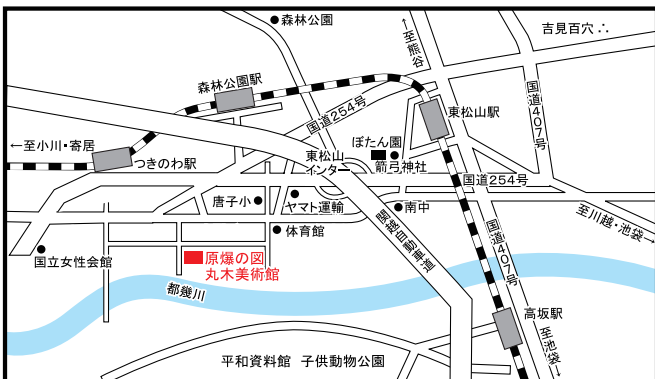 森林公園
←至熊谷
吉見百穴
森林公園駅
国道254号
東松山駅
国道407号
←至小川・寄居
つきのわ駅
東松山
インター
ぼたん園
箭弓神社
国道254号
唐子小
ヤマト運輸
南中
至川越・池袋→
国立女性会館
体育館
関越自動車道
国道407号
原爆の図
丸木美術館
都幾川
高坂駅
至池袋→
平和資料館 子供動物公園